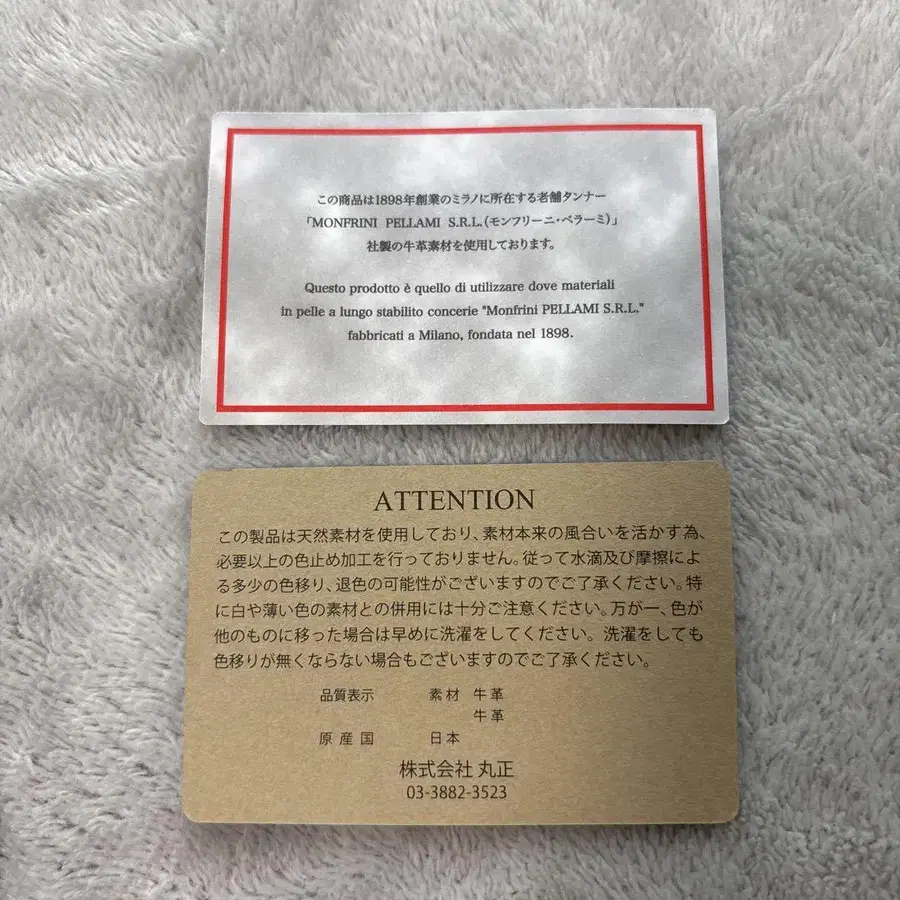 この商品は1898年創業のミラノに所在する老舗タンナー
「MONFRINI PELLAMI S.R.L.(モンフリーニ・ペラーミ)」
社製の牛革素材を使用しております。
Questo prodotto è quello di utilizzare dove materiali
in pelle a lungo stabilito concerie "Monfrini PELLAMI S.R.L."
fabbricati a Milano, fondata nel 1898.
ATTENTION
この製品は天然素材を使用しており、素材本来の風合いを活かす為、
必要以上の色止め加工を行っておりません。従って水滴及び摩擦によ
る多少の色移り、退色の可能性がございますのでご了承ください。特
に白や薄い色の素材との併用には十分ご注意ください。万が一、色が
他のものに移った場合は早めに洗濯をしてください。洗濯をしても
色移りが無くならない場合もございますのでご了承ください。
品質表示 素材 牛革
牛革
原産国 日本
株式会社 丸正
03-3882-3523